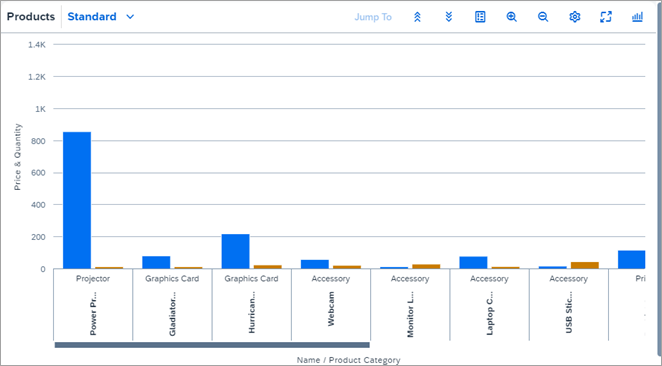 Products Standard Jump To
1.4K
1.2K
1K
800
600
400
200
0
Price & Quantity
Projector Graphics Card Graphics Card Accessory Accessory Accessory Accessory Pri
Power Pr... Gladiator... Hurrican... Webcam Monitor L... Laptop C... USB Stic...
Name / Product Category